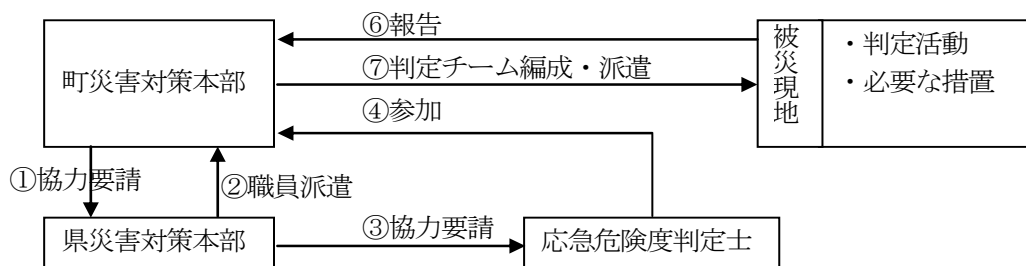 ⑥報告
町災害対策本部
⑦判定チーム編成・派遣
被災現地
・判定活動
・必要な措置
④参加
①協力要請
②職員派遣
県災害対策本部
③協力要請
応急危険度判定士